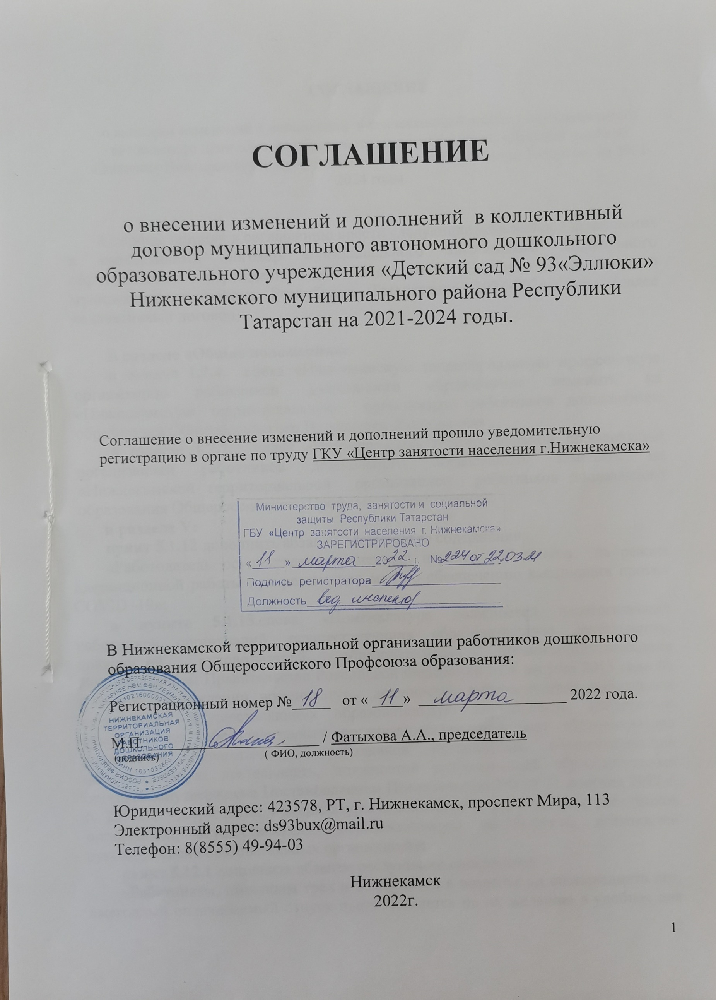 СОГЛАШЕНИЕ
о внесении изменений и дополнений в коллективный
договор муниципального автономного дошкольного
образовательного учреждения «Детский сад № 93«Эллюки»
Нижнекамского муниципального района Республики
Татарстан на 2021-2024 годы.
Соглашение о внесение изменений и дополнений прошло уведомительную
регистрацию в органе по труду ГКУ «Центр занятости населения г.Нижнекамска»
Министерство труда, занятости и социальной
защиты Республики Татарстан
ГБУ «Центр занятости населения г. Нижнекамска»
ЗАРЕГИСТРИРОВАНО
« 11 » марта 2022 г. № 224 от 22.03.21
Подпись регистратора
Должность вед. инспектор
В Нижнекамской территориальной организации работников дошкольного
образования Общероссийского Профсоюза образования:
Регистрационный номер № 18 от « 11 » марта 2022 года.
М.П. / Фатыхова А.А., председатель
(подпись) ( ФИО, должность)
НИЖНЕКАМСКАЯ
ТЕРРИТОРИАЛЬНАЯ
ОРГАНИЗАЦИЯ
РАБОТНИКОВ
ДОШКОЛЬНОГО
ОБРАЗОВАНИЯ
Юридический адрес: 423578, РТ, г. Нижнекамск, проспект Мира, 113
Электронный адрес: ds93bux@mail.ru
Телефон: 8(8555) 49-94-03
Нижнекамск
2022г.
1